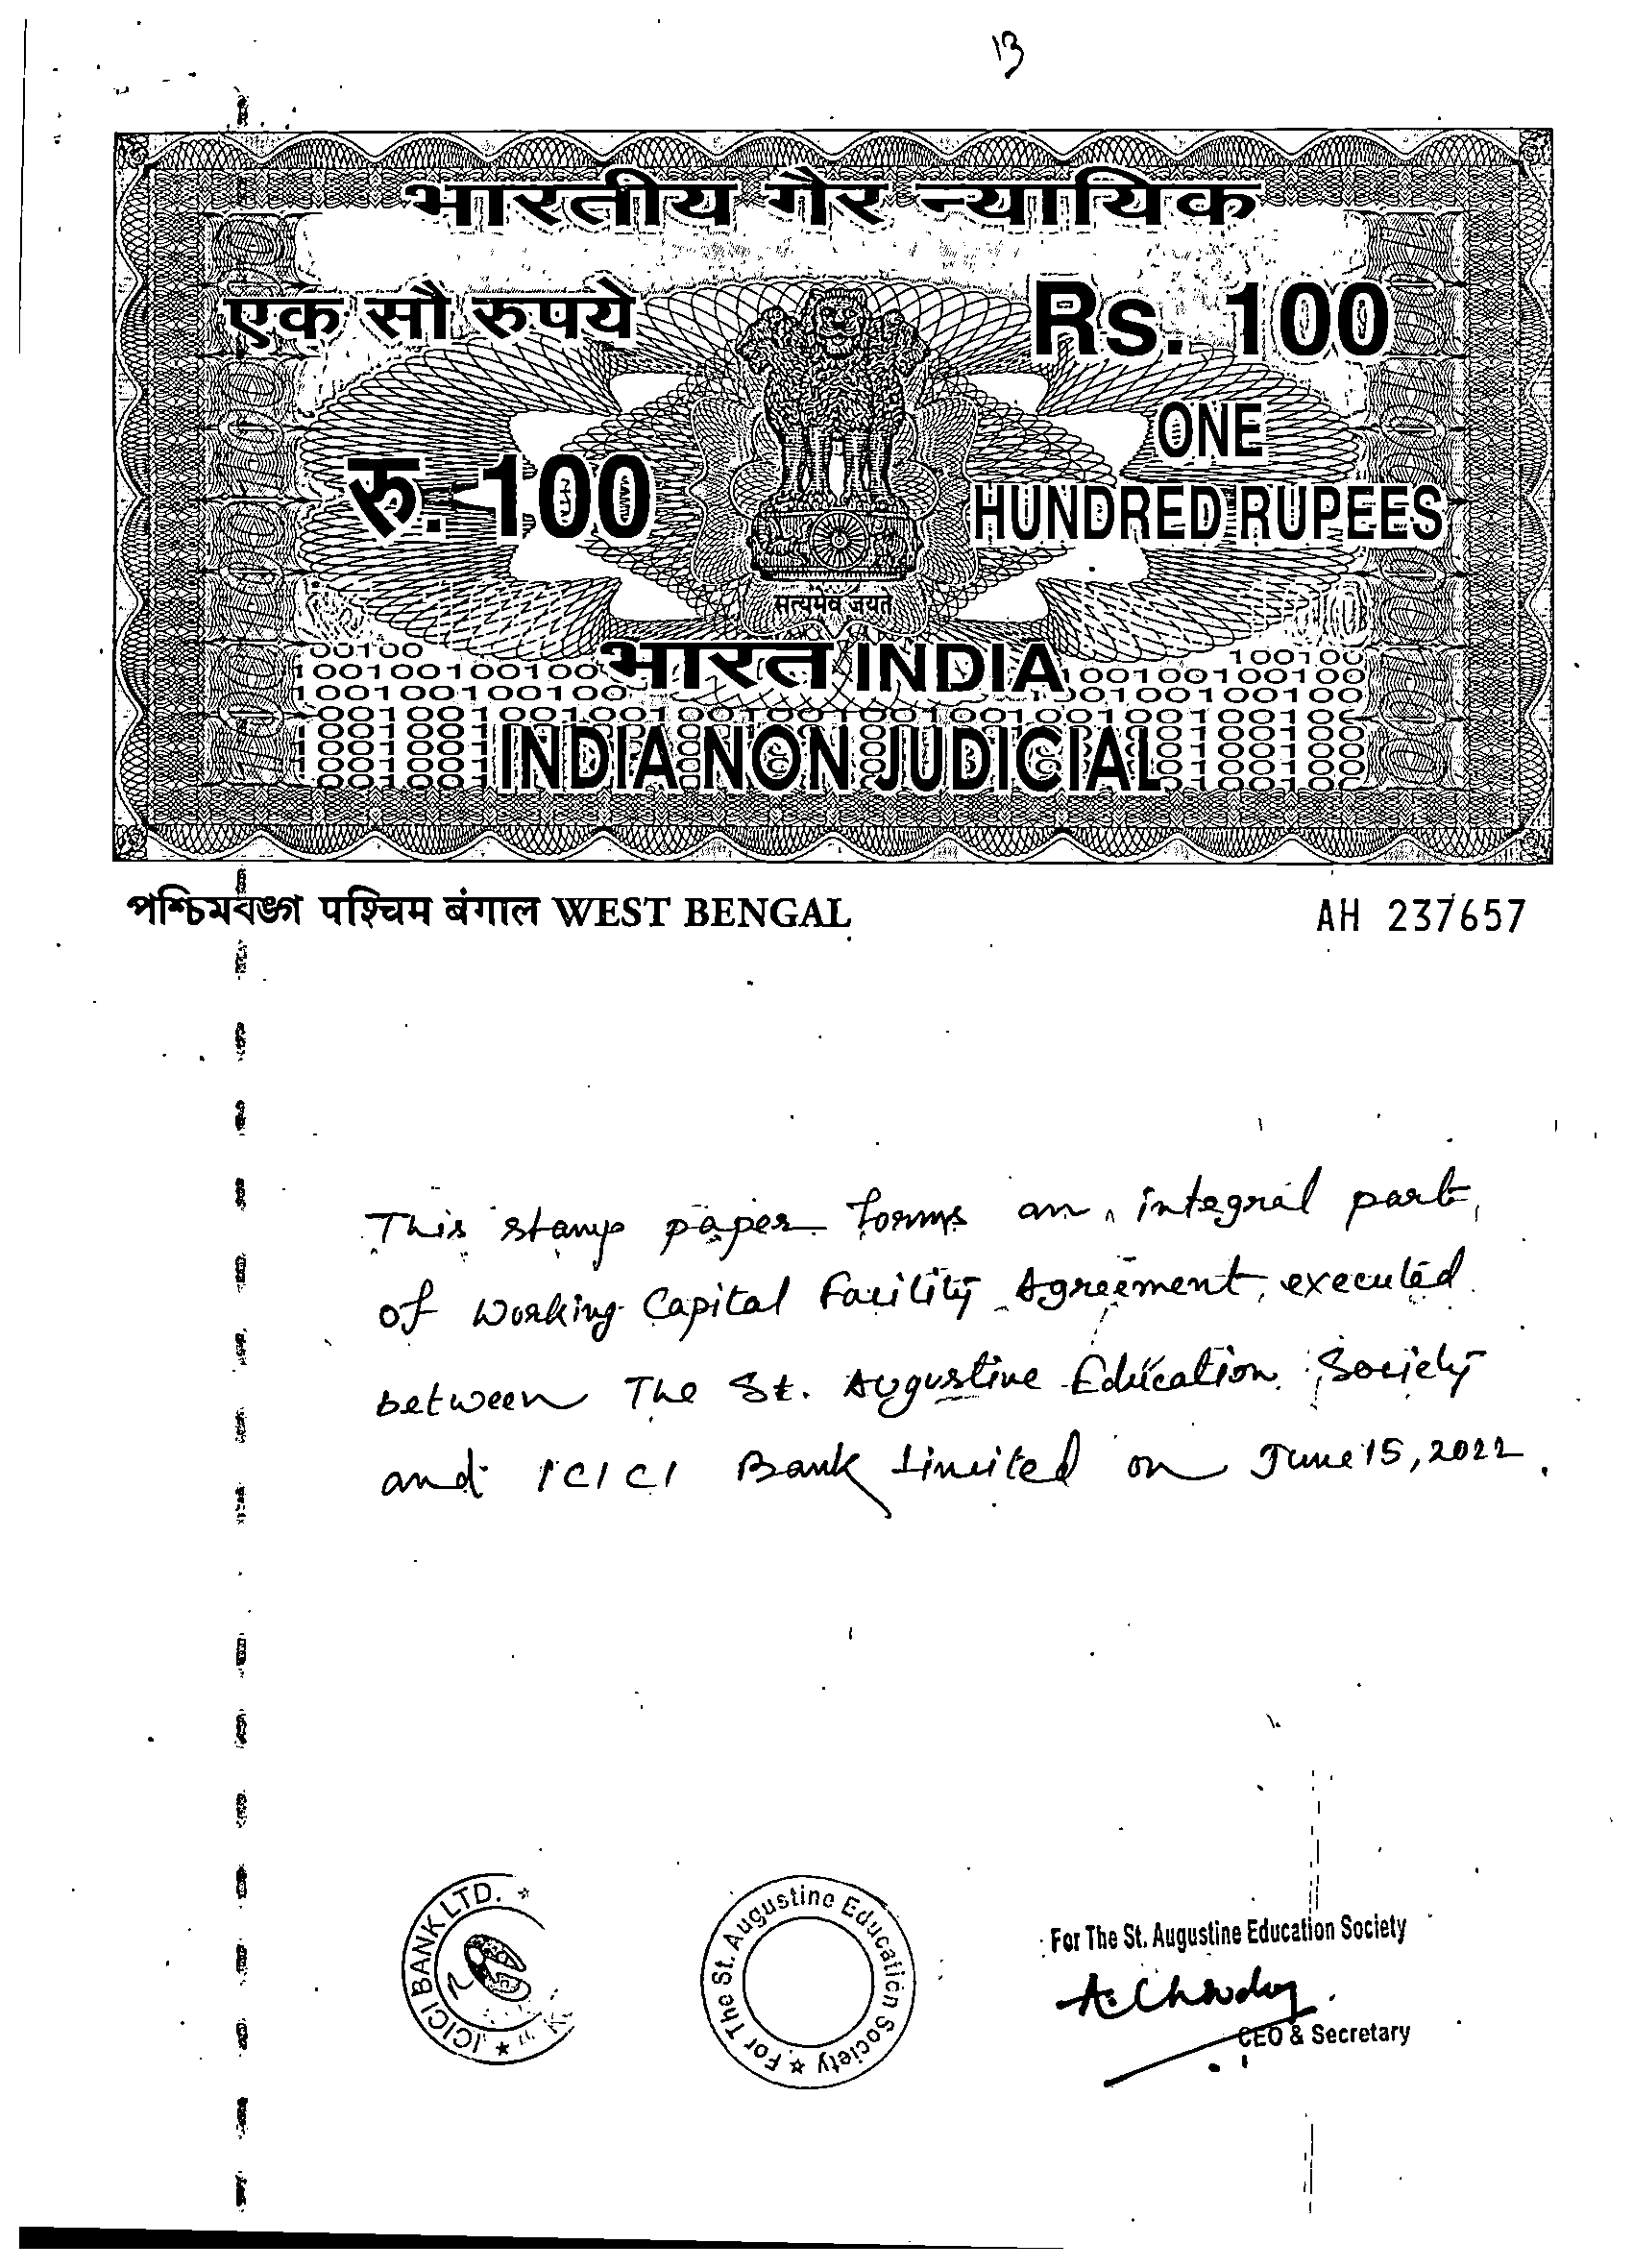 13
भारतीय गैर न्यायिक
एक सौ रुपये
Rs. 100
रु. 100
ONE
HUNDRED RUPEES
सत्यमेव जयते
भारत INDIA
INDIA NON JUDICIAL
পশ্চিমবঙ্গ पश्चिम बंगाल WEST BENGAL
AH 237657
This stamp paper forms an integral part
of Working Capital Facility Agreement, executed
between The St. Augustine Education Society
and ICICI Bank Limited on June 15, 2022.
ICICI BANK LTD. *
For The St. Augustine Education Society *
For The St. Augustine Education Society
A. Chowdhy
CEO & Secretary